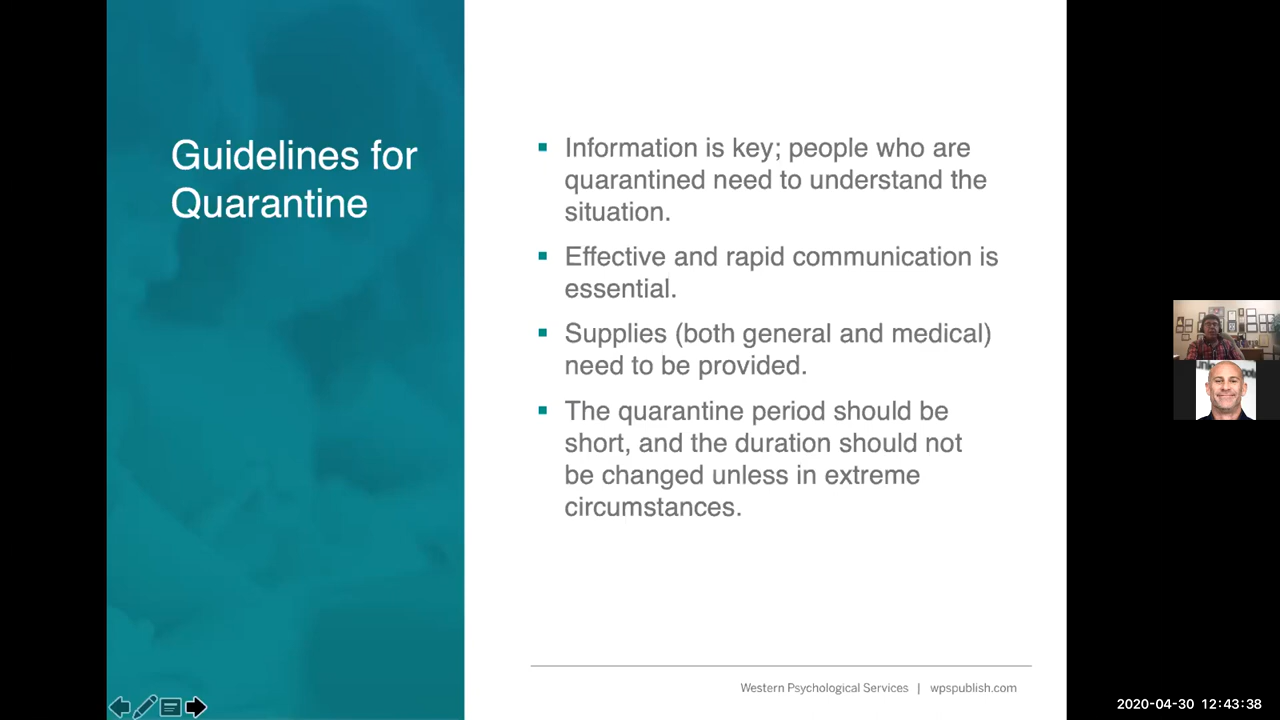 Guidelines for
Quarantine
▪ Information is key; people who are
quarantined need to understand the
situation.
▪ Effective and rapid communication is
essential.
▪ Supplies (both general and medical)
need to be provided.
▪ The quarantine period should be
short, and the duration should not
be changed unless in extreme
circumstances.
Western Psychological Services | wpspublish.com
2020-04-30 12:43:38